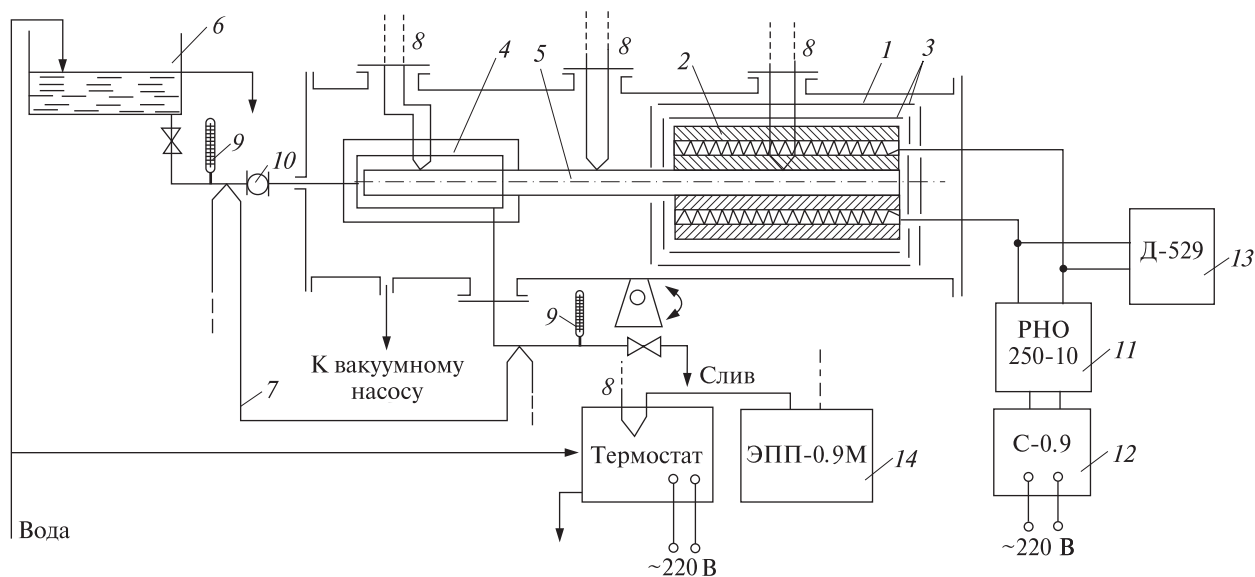 6
8
4
8
5
8
2
1
3
9
10
Д-529
13
9
РНО
250-10
11
К вакуумному
насосу
7
8
Слив
Термостат
ЭПП-0.9М
14
С-0.9
12
Вода
~220 В
~220 В